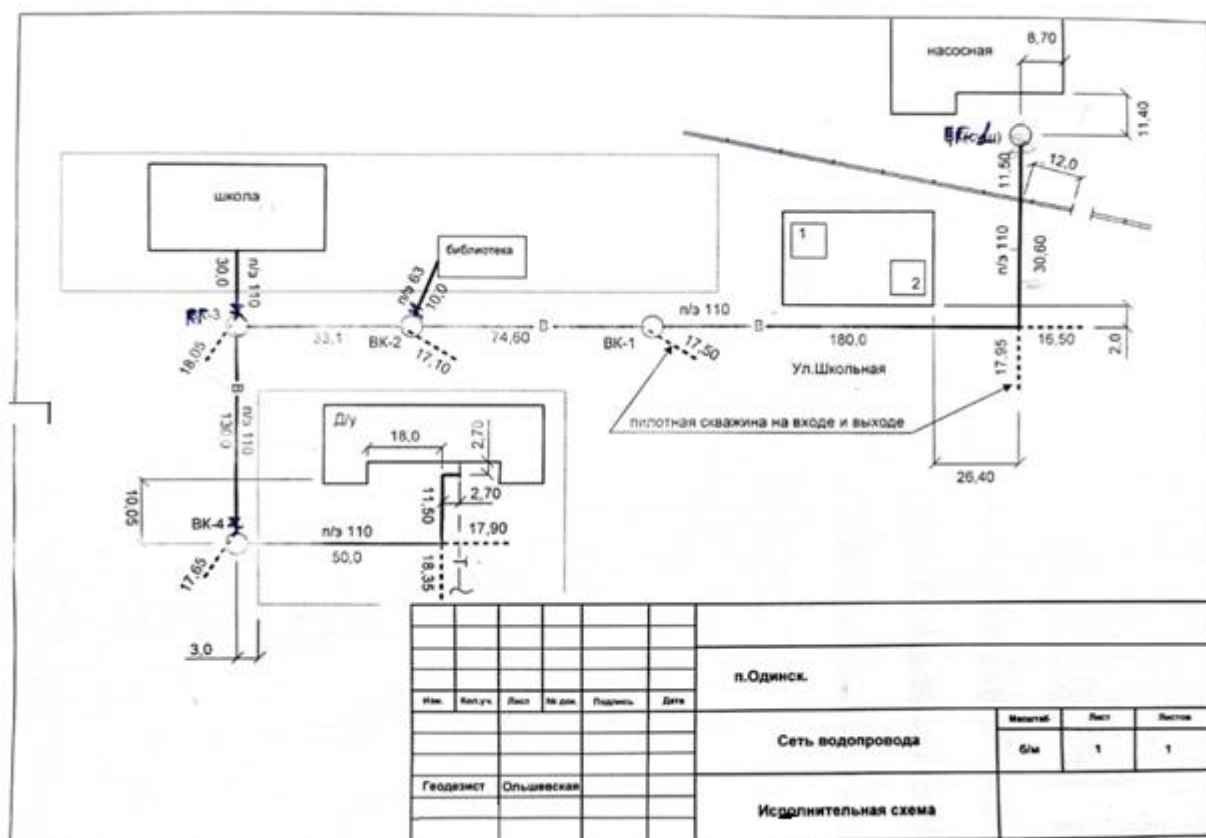 насосная
8,70
11,40
11,50
12,0
п/э 110
30,60
школа
библиотека
1
2
30,0
п/э 110
п/э 63
10,0
п/э 110
18,05
33,1
ВК-2
17,10
74,60
В
ВК-1
17,50
В
180,0
17,95
16,50
2,0
Ул.Школьная
В
п/э 110
130,0
Д/у
18,0
2,70
2,70
11,50
пилотная скважина на входе и выходе
26,40
10,05
ВК-4
п/э 110
50,0
17,90
17,65
18,35
Т
3,0
п.Одинск.
Изм. Кол.уч. Лист № док. Подпись Дата
Сеть водопровода
Масштаб Лист Листов
б/м 1 1
Геодезист Ольшевская
Исполнительная схема